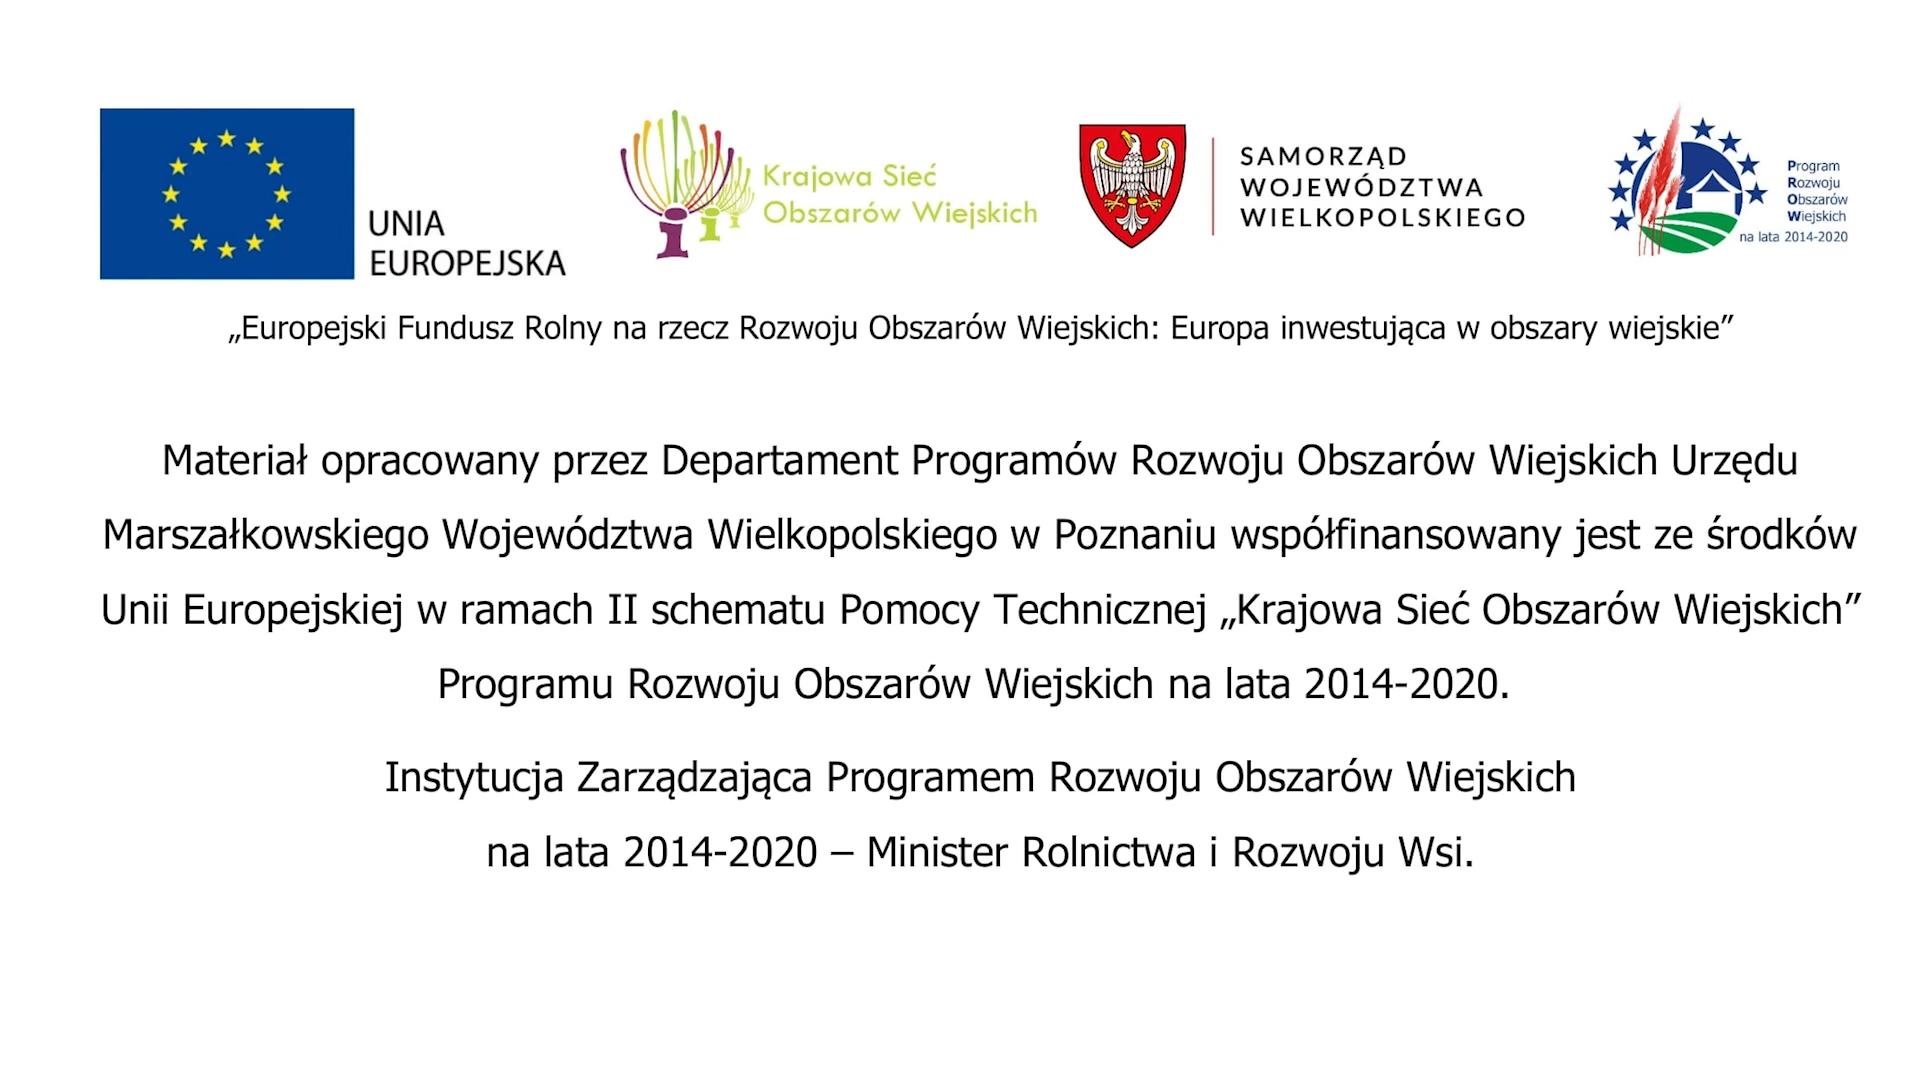 UNIA
EUROPEJSKA
Krajowa Sieć
Obszarów Wiejskich
SAMORZĄD
WOJEWÓDZTWA
WIELKOPOLSKIEGO
Program
Rozwoju
Obszarów
Wiejskich
na lata 2014-2020
„Europejski Fundusz Rolny na rzecz Rozwoju Obszarów Wiejskich: Europa inwestująca w obszary wiejskie”
Materiał opracowany przez Departament Programów Rozwoju Obszarów Wiejskich Urzędu
Marszałkowskiego Województwa Wielkopolskiego w Poznaniu współfinansowany jest ze środków
Unii Europejskiej w ramach II schematu Pomocy Technicznej „Krajowa Sieć Obszarów Wiejskich”
Programu Rozwoju Obszarów Wiejskich na lata 2014-2020.
Instytucja Zarządzająca Programem Rozwoju Obszarów Wiejskich
na lata 2014-2020 – Minister Rolnictwa i Rozwoju Wsi.